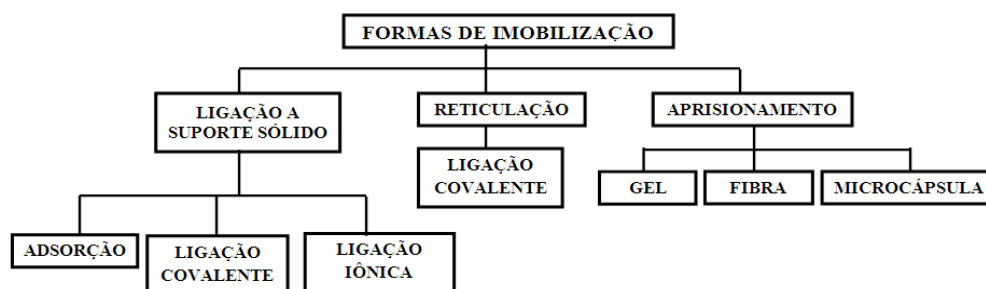 FORMAS DE IMOBILIZAÇÃO
LIGAÇÃO A
SUPORTE SÓLIDO
RETICULAÇÃO
APRISIONAMENTO
LIGAÇÃO
COVALENTE
GEL
FIBRA
MICROCÁPSULA
ADSORÇÃO
LIGAÇÃO
COVALENTE
LIGAÇÃO
IÔNICA